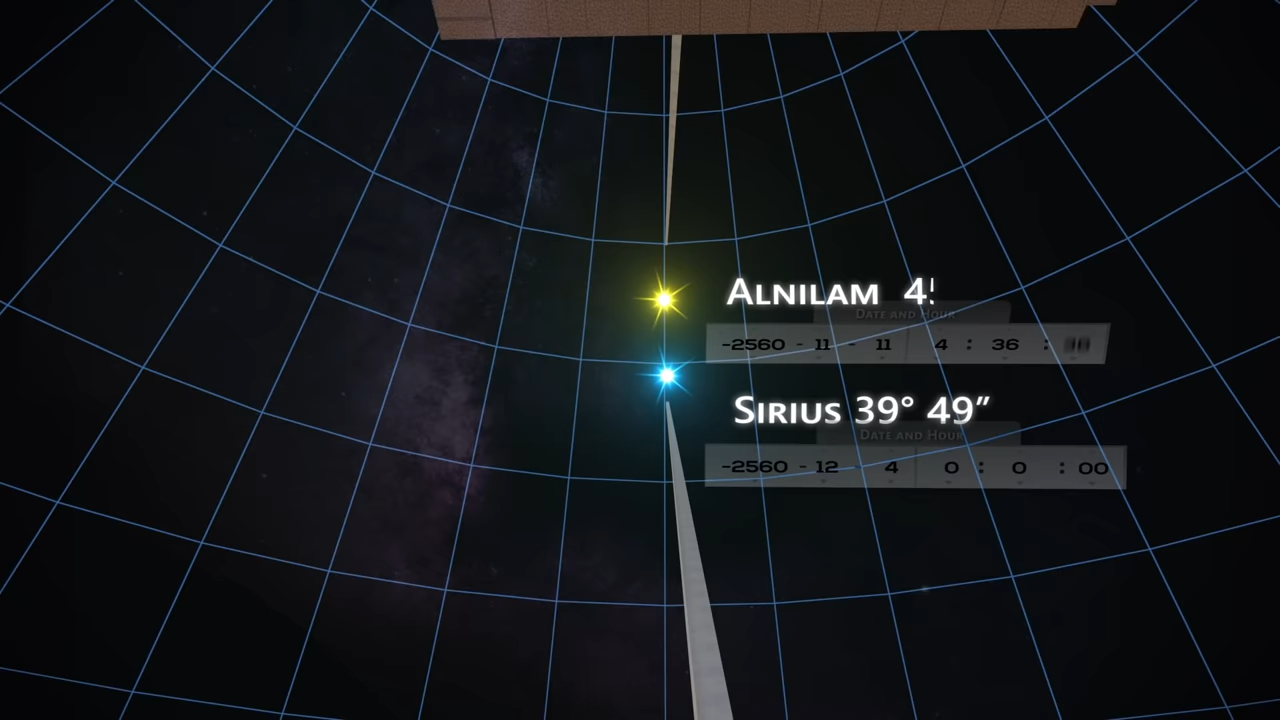 ALNILAM 4
DATE AND HOUR
-2560 - 11 - 11 4 : 36 :
SIRIUS 39° 49”
DATE AND HOUR
-2560 - 12 - 4 0 : 0 : 00